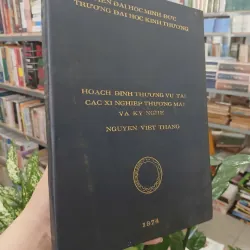 VIỆN ĐẠI HỌC MINH ĐỨC
TRƯỜNG ĐẠI HỌC KINH THƯƠNG
HOẠCH ĐỊNH THƯƠNG VỤ TẠI
CÁC XÍ NGHIỆP THƯƠNG MẠI
VÀ KỸ NGHỆ
NGUYỄN VIẾT THẮNG
1974